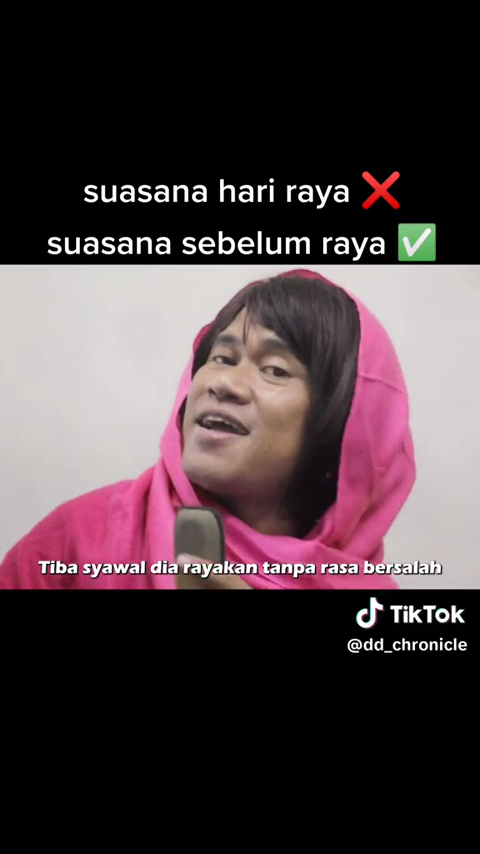 suasana hari raya ❌
suasana sebelum raya ✅
Tiba syawal dia rayakan tanpa rasa bersalah
TikTok
@dd_chronicle